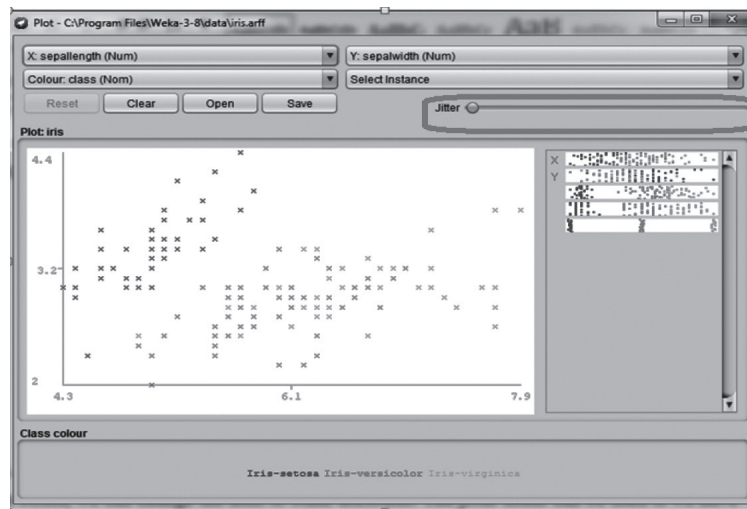 Plot - C:\Program Files\Weka-3-8\data\iris.arff
X: sepallength (Num) Y: sepalwidth (Num)
Colour: class (Nom) Select Instance
Reset Clear Open Save Jitter
Plot: iris
4.4
3.2
2
4.3 6.1 7.9
X
Y
Class colour
Iris-setosa Iris-versicolor Iris-virginica